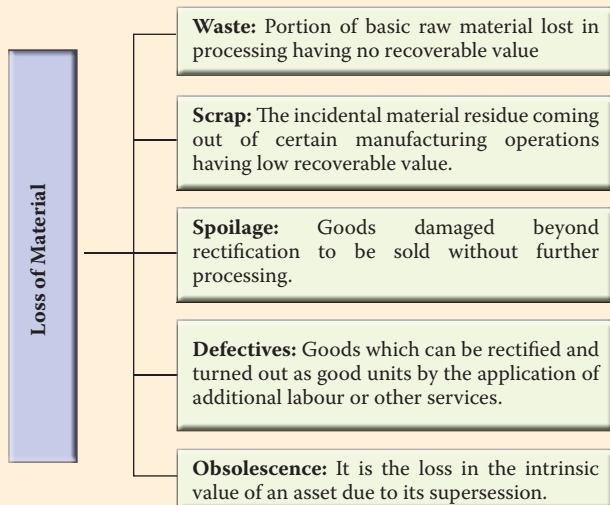 Loss of Material
Waste: Portion of basic raw material lost in
processing having no recoverable value
Scrap: The incidental material residue coming
out of certain manufacturing operations
having low recoverable value.
Spoilage: Goods damaged beyond
rectification to be sold without further
processing.
Defectives: Goods which can be rectified and
turned out as good units by the application of
additional labour or other services.
Obsolescence: It is the loss in the intrinsic
value of an asset due to its supersession.